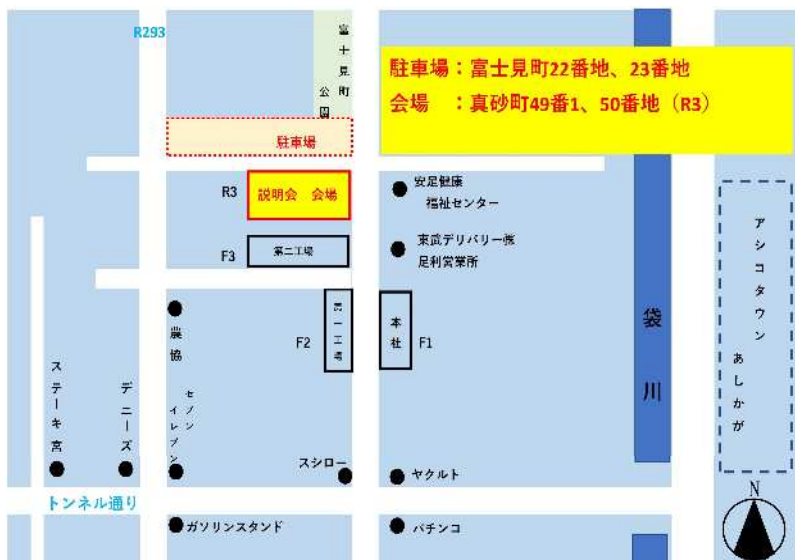 R293
富士見町
公園
駐車場：富士見町22番地、23番地
会場　：真砂町49番1、50番地（R3）
駐車場
R3
説明会　会場
安足健康
福祉センター
F3
第二工場
東武デリバリー㈱
足利営業所
アシコタウン
あしかが
農協
F2
第一工場
本社
F1
袋川
ステーキ宮
デニーズ
セブン
イレブン
スシロー
ヤクルト
トンネル通り
ガソリンスタンド
パチンコ
N